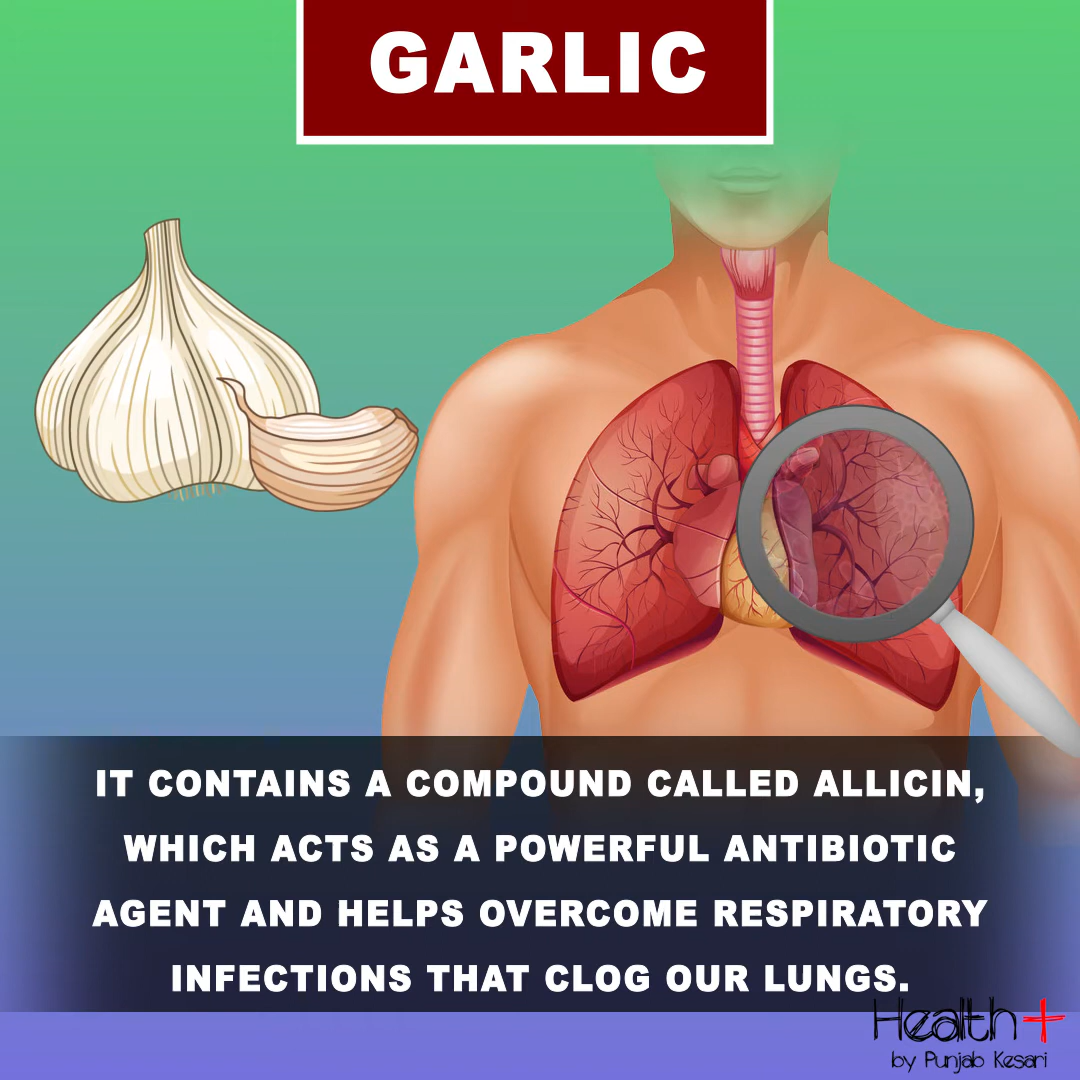 GARLIC
IT CONTAINS A COMPOUND CALLED ALLICIN,
WHICH ACTS AS A POWERFUL ANTIBIOTIC
AGENT AND HELPS OVERCOME RESPIRATORY
INFECTIONS THAT CLOG OUR LUNGS.
Health+
by Punjab Kesari